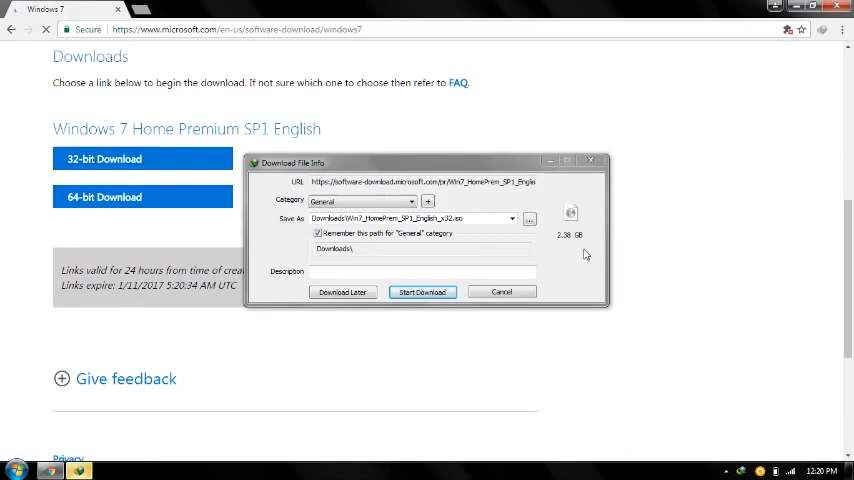 Windows 7
Secure
https://www.microsoft.com/en-us/software-download/windows7
Downloads
Choose a link below to begin the download. If not sure which one to choose then refer to FAQ.
Windows 7 Home Premium SP1 English
32-bit Download
64-bit Download
Links valid for 24 hours from time of crea
Links expire: 1/11/2017 5:20:34 AM UTC
Download File Info
URL https://software-download.microsoft.com/pr/Win7_HomePrem_SP1_Englis
Category General
+
Save As Downloads\Win7_HomePrem_SP1_English_x32.iso
...
Remember this path for "General" category
Downloads\
2.38 GB
Description
Download Later
Start Download
Cancel
Give feedback
Privacy
12:20 PM